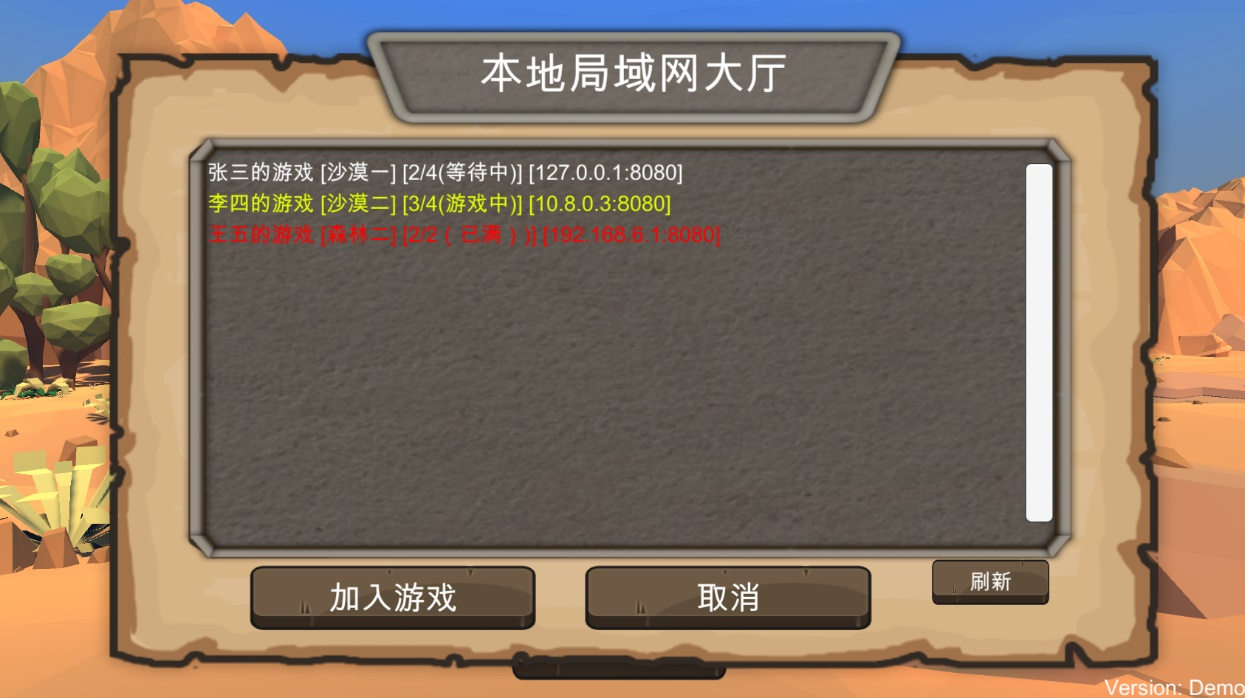 本地局域网大厅
张三的游戏 [沙漠一] [2/4(等待中)] [127.0.0.1:8080]
李四的游戏 [沙漠二] [3/4(游戏中)] [10.8.0.3:8080]
王五的游戏 [森林二] [2/2（已满）)] [192.168.6.1:8080]
加入游戏
取消
刷新
Version: Demo